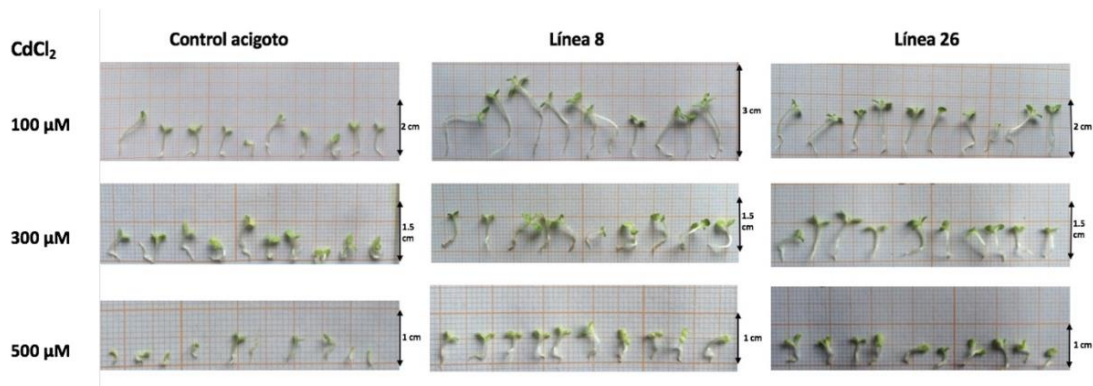 CdCl₂
Control acigoto
Línea 8
Línea 26
100 µM
2 cm
3 cm
2 cm
300 µM
1.5
cm
1.5
cm
1.5
cm
500 µM
1 cm
1 cm
1 cm